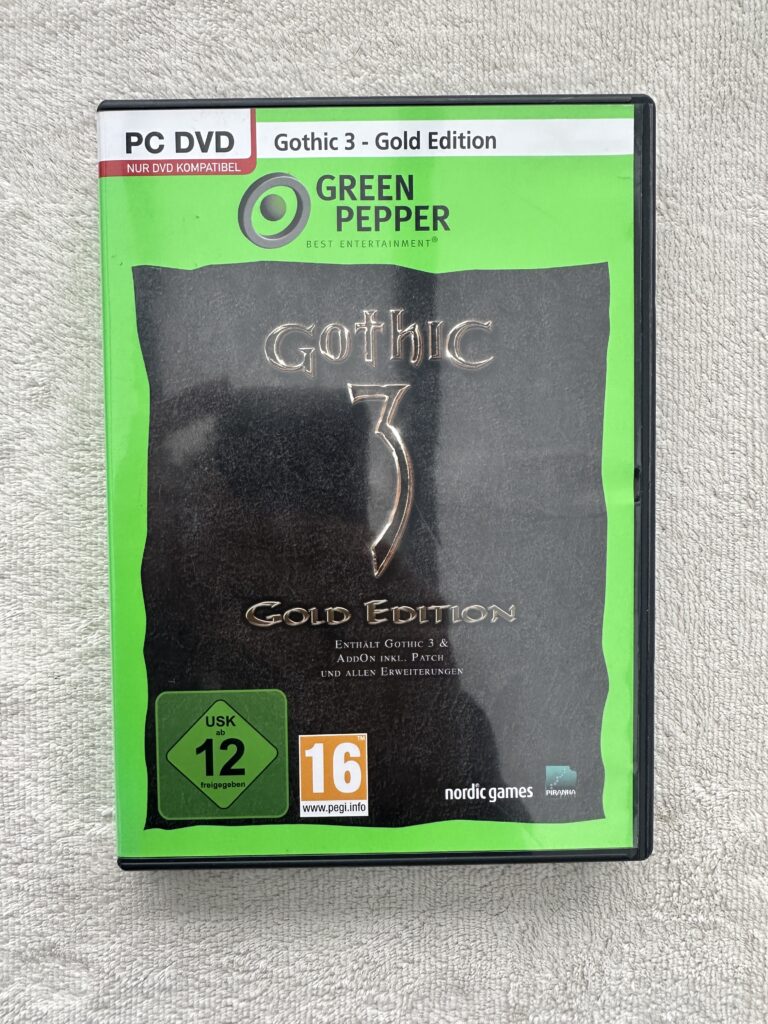 PC DVD
NUR DVD KOMPATIBEL
Gothic 3 - Gold Edition
GREEN
PEPPER
BEST ENTERTAINMENT®
GOTHIC
3
GOLD EDITION
ENTHÄLT GOTHIC 3 &
ADDON INKL. PATCH
UND ALLEN ERWEITERUNGEN
USK
ab
12
freigegeben
16™
www.pegi.info
nordic games
PIRANHA